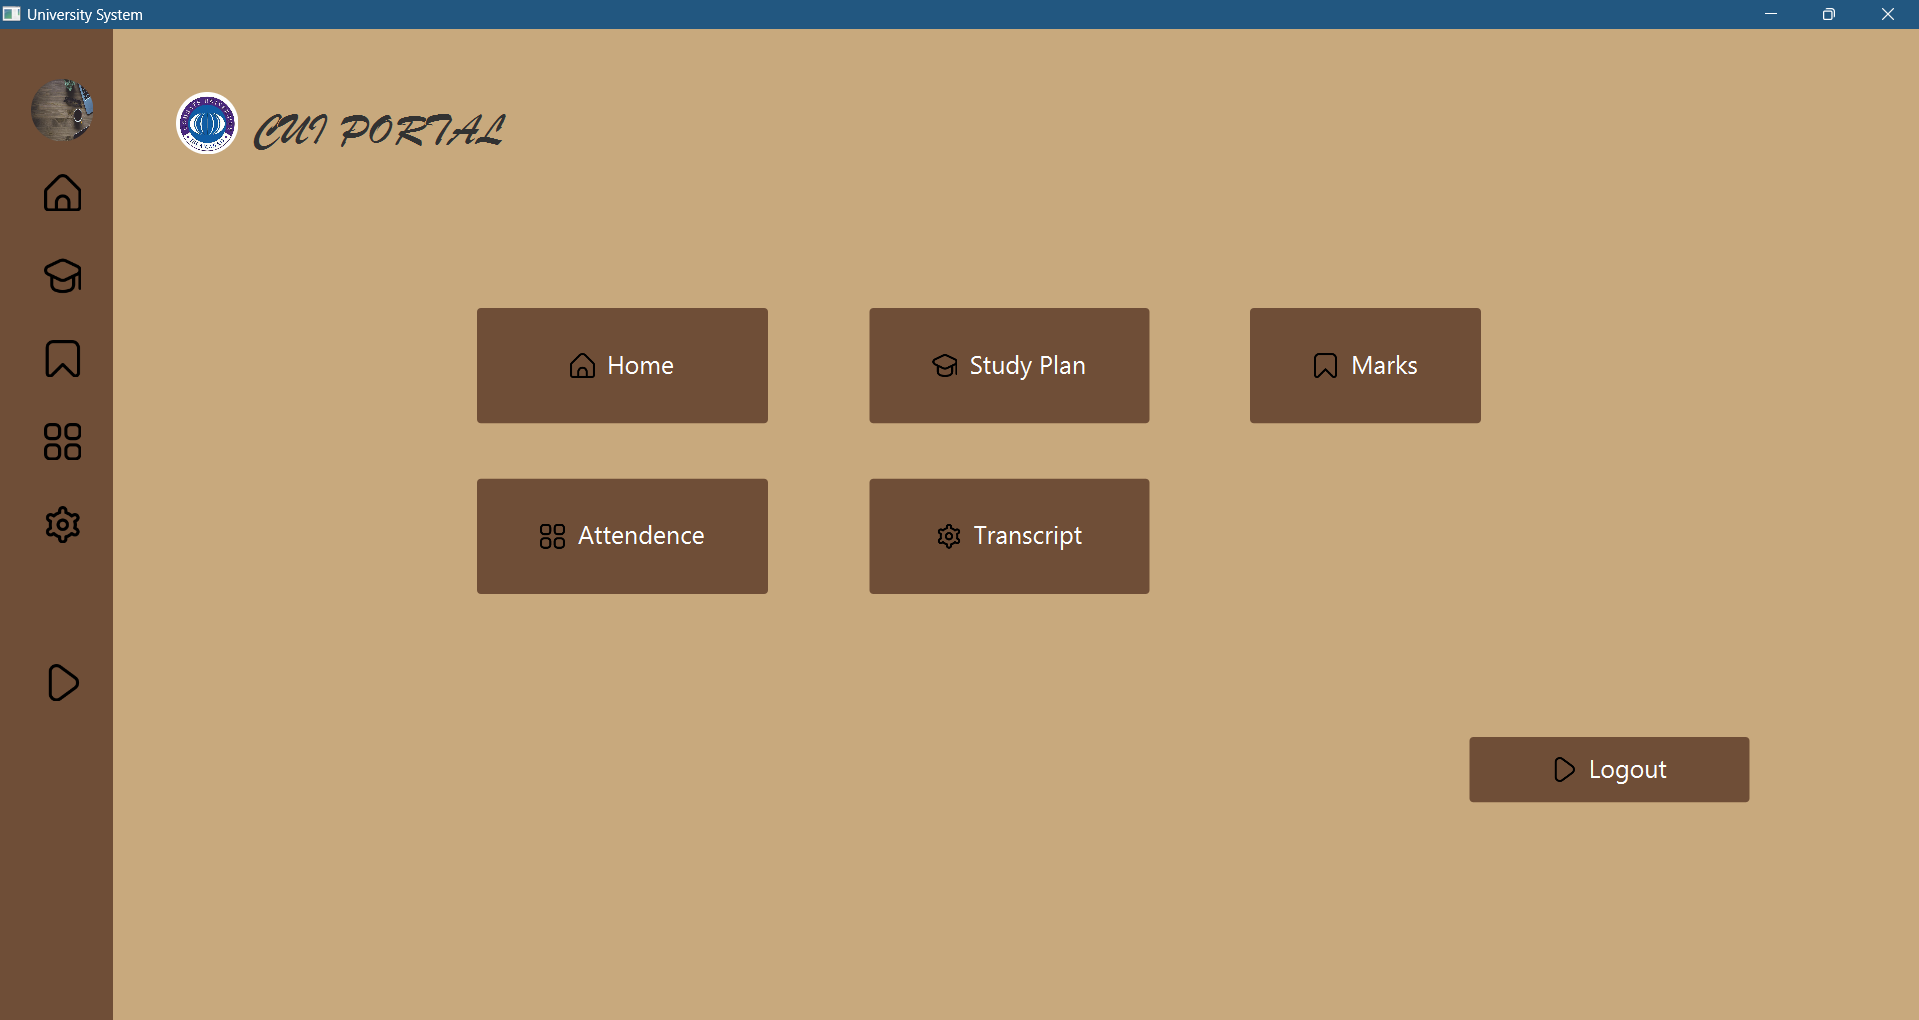 University System
CUI PORTAL
Home
Study Plan
Marks
Attendence
Transcript
Logout